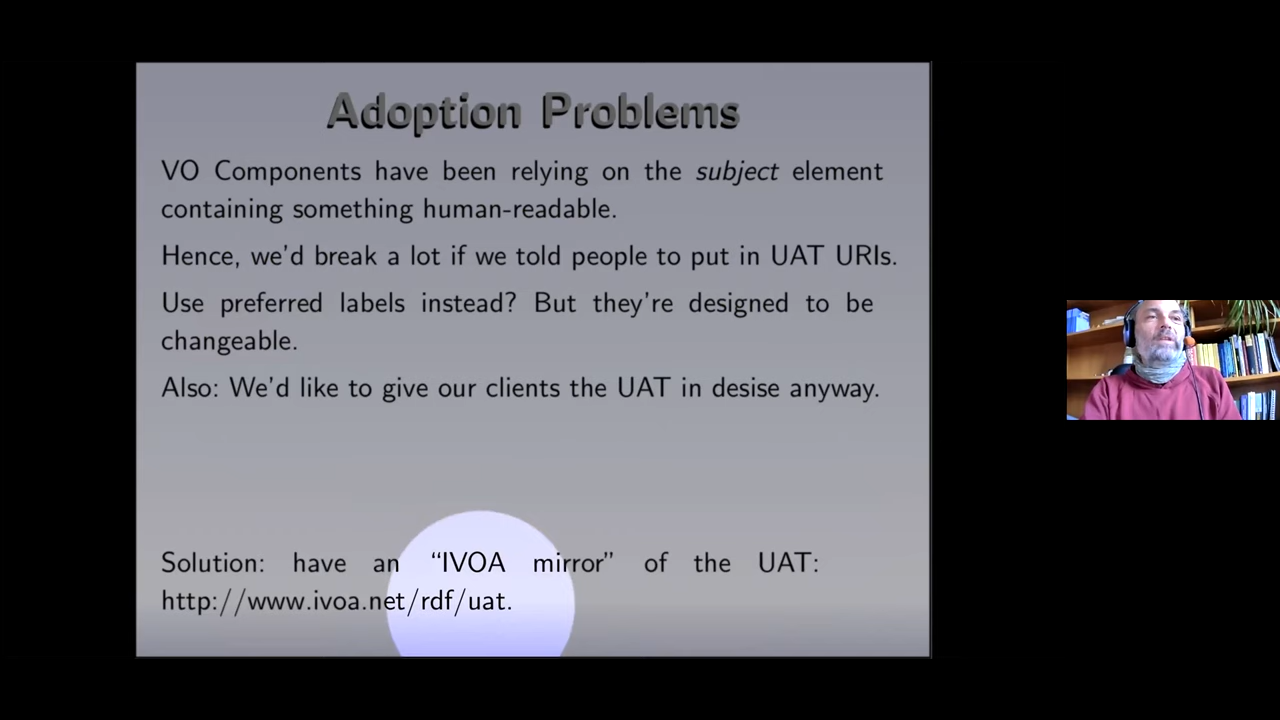 Adoption Problems
VO Components have been relying on the subject element
containing something human-readable.
Hence, we'd break a lot if we told people to put in UAT URIs.
Use preferred labels instead? But they're designed to be
changeable.
Also: We'd like to give our clients the UAT in desise anyway.
Solution: have an “IVOA mirror” of the UAT:
http://www.ivoa.net/rdf/uat.